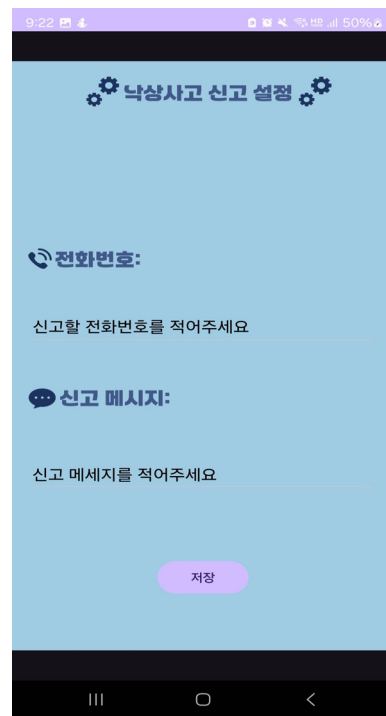 9:22
HD
50%
낙상사고 신고 설정
전화번호:
신고할 전화번호를 적어주세요
신고 메시지:
신고 메세지를 적어주세요
저장